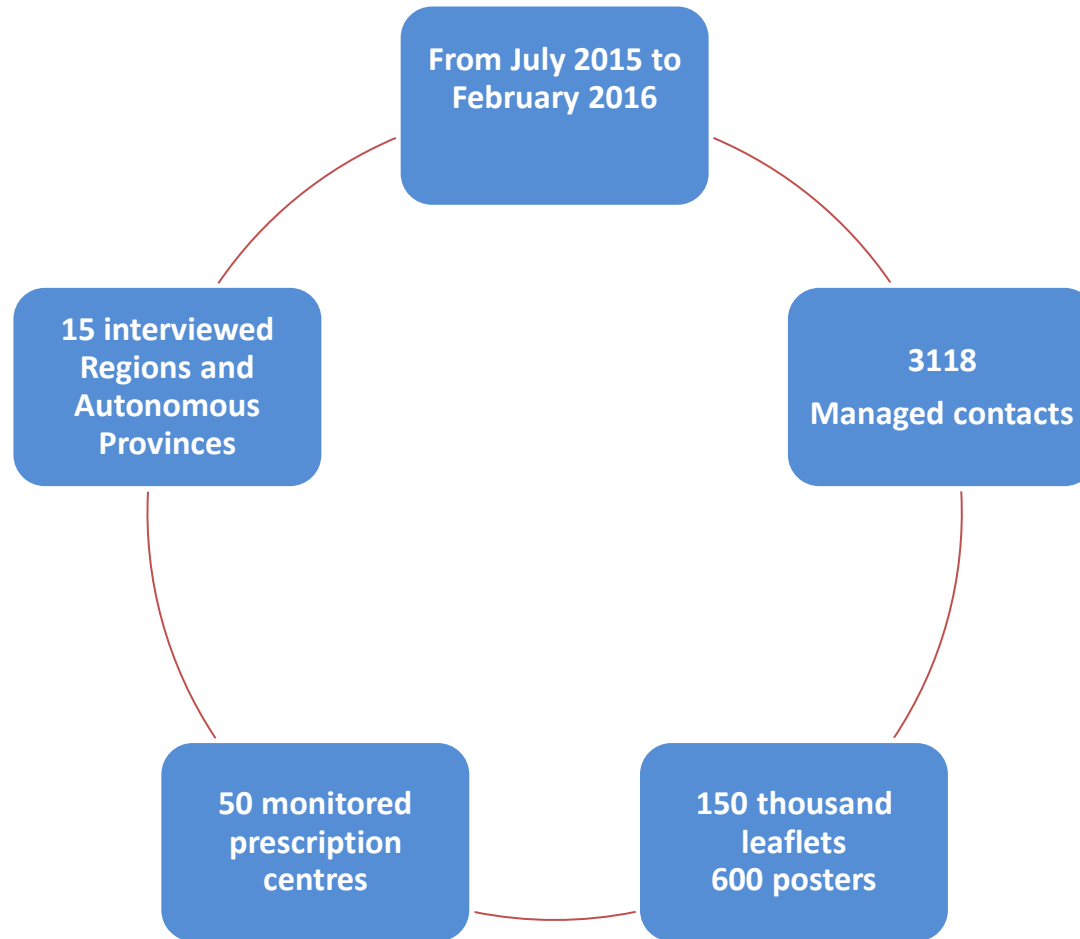 From July 2015 to
February 2016
3118
Managed contacts
150 thousand
leaflets
600 posters
50 monitored
prescription
centres
15 interviewed
Regions and
Autonomous
Provinces